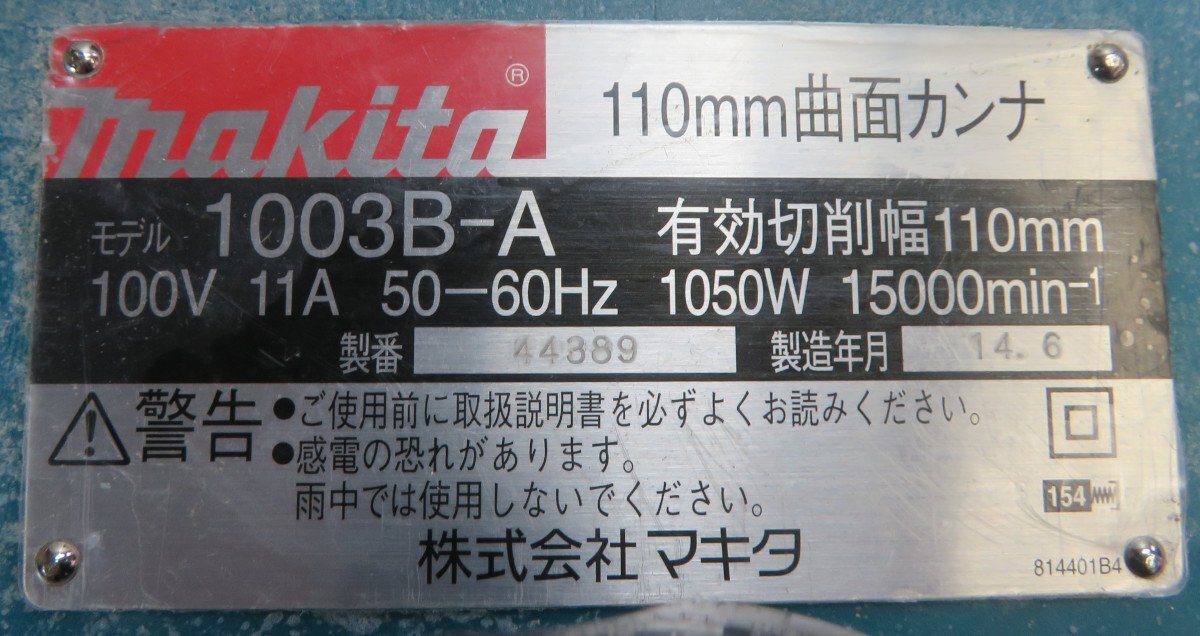 makita®
110mm曲面カンナ
モデル 1003B-A 有効切削幅110mm
100V 11A 50-60Hz 1050W 15000min-1
製番 44389 製造年月 14.6
警告 ●ご使用前に取扱説明書を必ずよくお読みください。
●感電の恐れがあります。
雨中では使用しないでください。
154
株式会社マキタ
814401B4